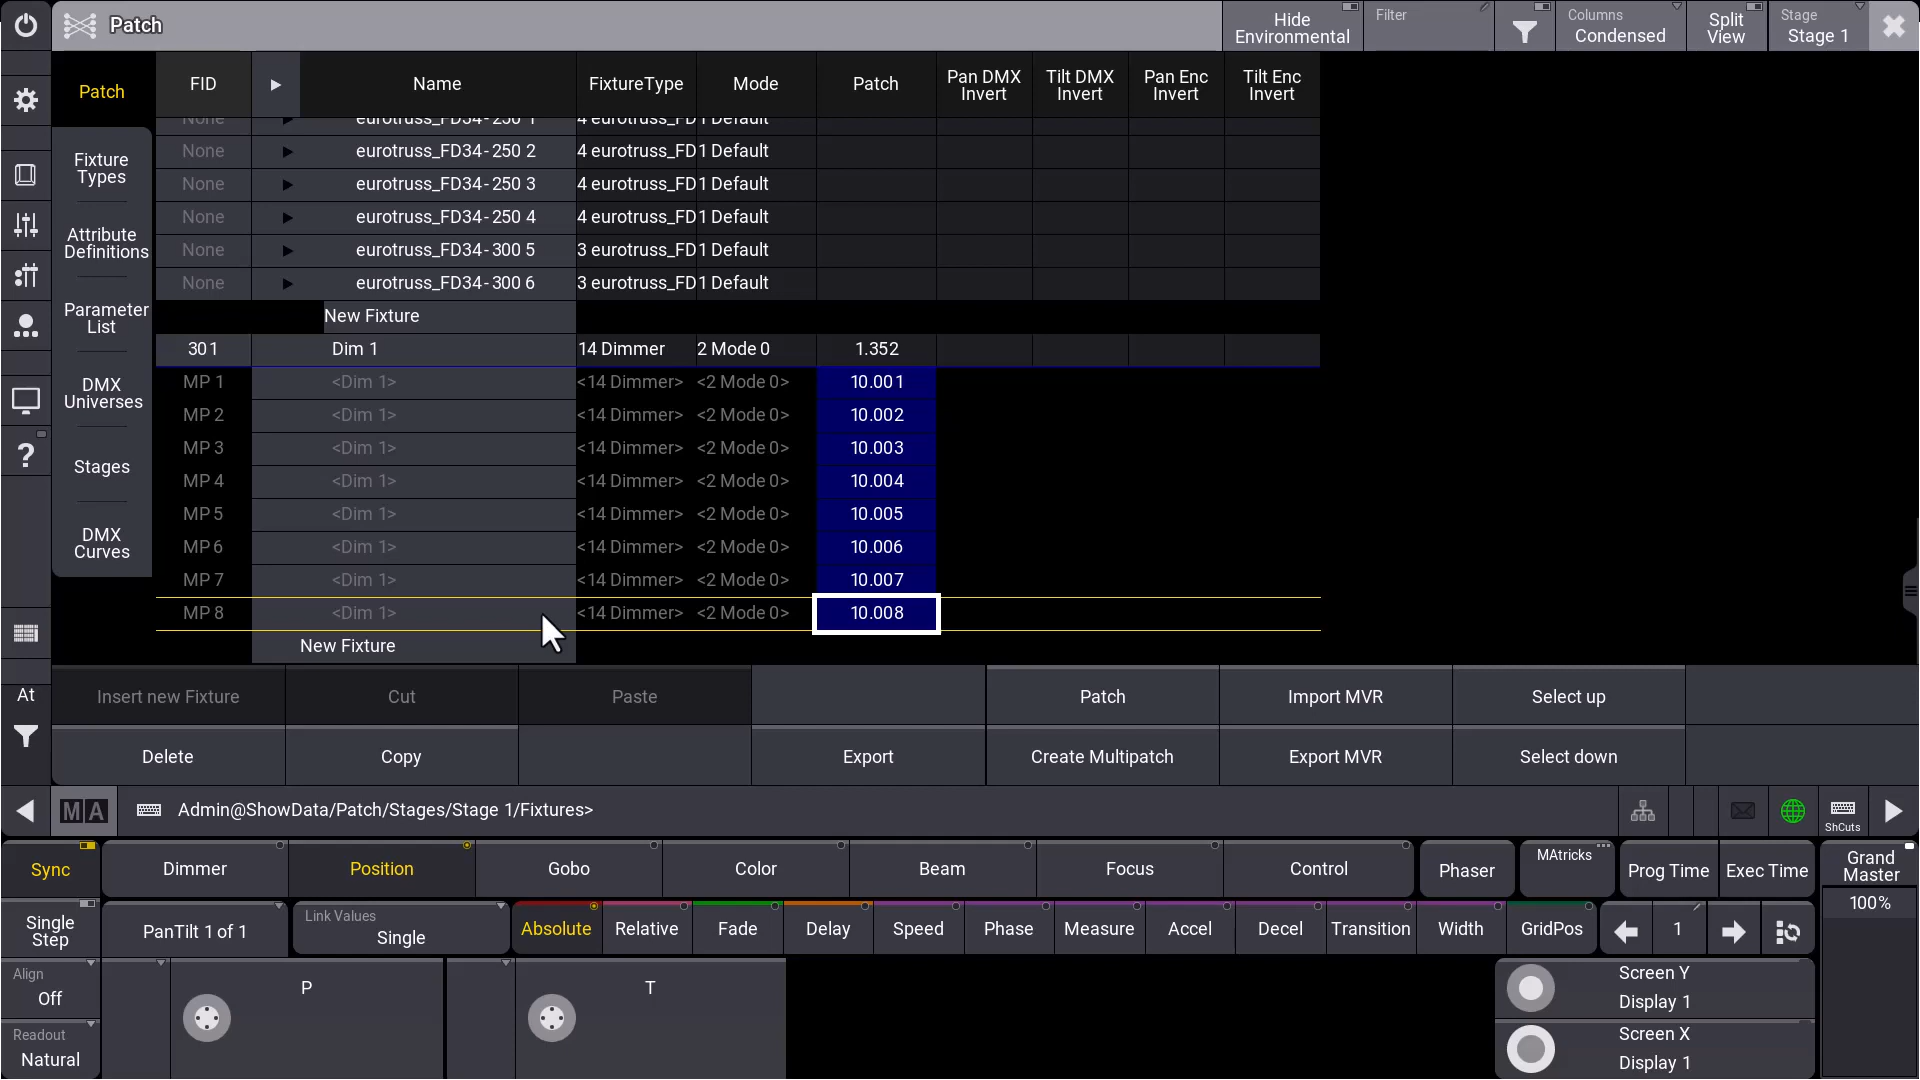 Patch
Hide Environmental
Filter
Columns
Condensed
Split View
Stage
Stage 1
Patch
Fixture Types
Attribute Definitions
Parameter List
DMX Universes
Stages
DMX Curves
FID Name FixtureType Mode Patch Pan DMX Invert Tilt DMX Invert Pan Enc Invert Tilt Enc Invert
None eurotruss_FD34-250 1 4 eurotruss_FD 1 Default
None eurotruss_FD34-250 2 4 eurotruss_FD 1 Default
None eurotruss_FD34-250 3 4 eurotruss_FD 1 Default
None eurotruss_FD34-250 4 4 eurotruss_FD 1 Default
None eurotruss_FD34-300 5 3 eurotruss_FD 1 Default
None eurotruss_FD34-300 6 3 eurotruss_FD 1 Default
New Fixture
301 Dim 1 14 Dimmer 2 Mode 0 1.352
MP 1 <Dim 1> <14 Dimmer> <2 Mode 0> 10.001
MP 2 <Dim 1> <14 Dimmer> <2 Mode 0> 10.002
MP 3 <Dim 1> <14 Dimmer> <2 Mode 0> 10.003
MP 4 <Dim 1> <14 Dimmer> <2 Mode 0> 10.004
MP 5 <Dim 1> <14 Dimmer> <2 Mode 0> 10.005
MP 6 <Dim 1> <14 Dimmer> <2 Mode 0> 10.006
MP 7 <Dim 1> <14 Dimmer> <2 Mode 0> 10.007
MP 8 <Dim 1> <14 Dimmer> <2 Mode 0> 10.008
New Fixture
At
Insert new Fixture Cut Paste Patch Import MVR Select up
Delete Copy Export Create Multipatch Export MVR Select down
MA Admin@ShowData/Patch/Stages/Stage 1/Fixtures> ShCuts
Sync Dimmer Position Gobo Color Beam Focus Control Phaser MAtricks Prog Time Exec Time Grand Master
100%
Single Step PanTilt 1 of 1 Link Values Single Absolute Relative Fade Delay Speed Phase Measure Accel Decel Transition Width GridPos 1
Align
Off
P T
Screen Y
Display 1
Readout
Natural
Screen X
Display 1